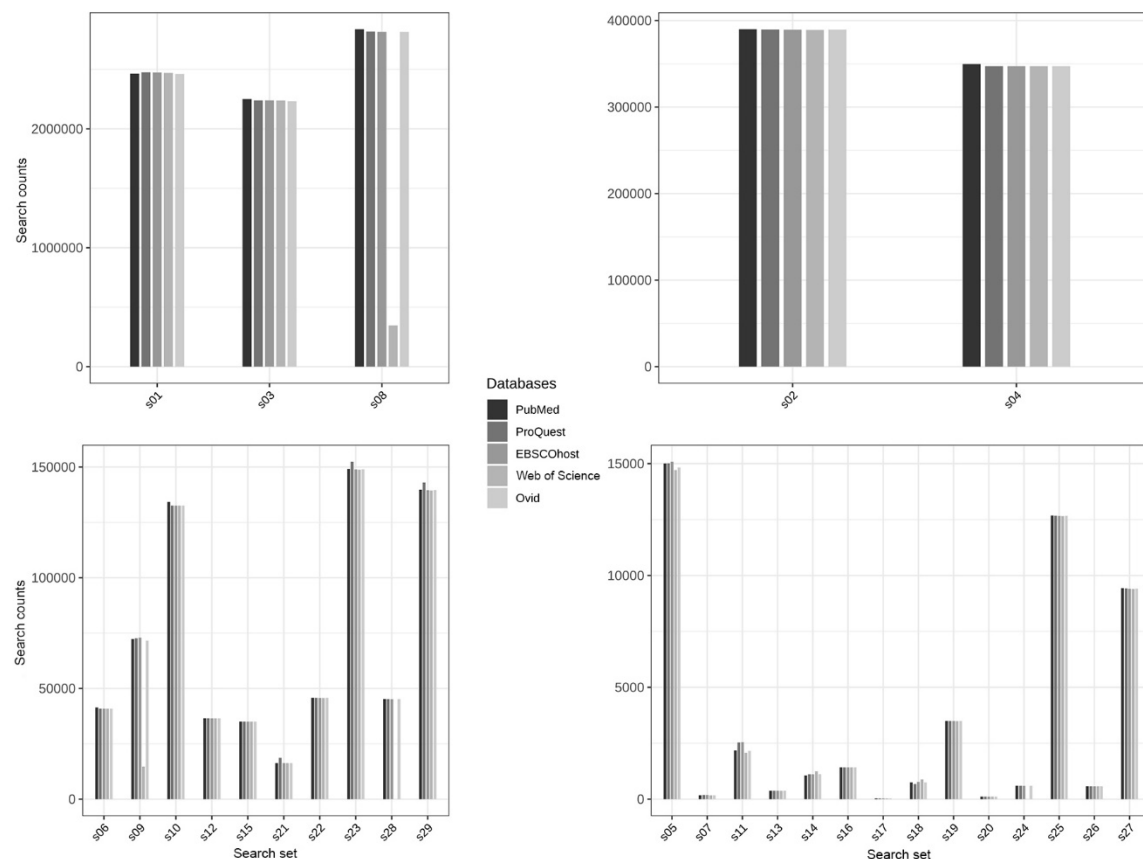 Search counts
2000000
1000000
0
s01
s03
s08
400000
300000
200000
100000
0
s02
s04
Databases
PubMed
ProQuest
EBSCOhost
Web of Science
Ovid
Search counts
150000
100000
50000
0
s06
s09
s10
s12
s15
s21
s22
s23
s28
s29
Search set
15000
10000
5000
0
s05
s07
s11
s13
s14
s16
s17
s18
s19
s20
s24
s25
s26
s27
Search set